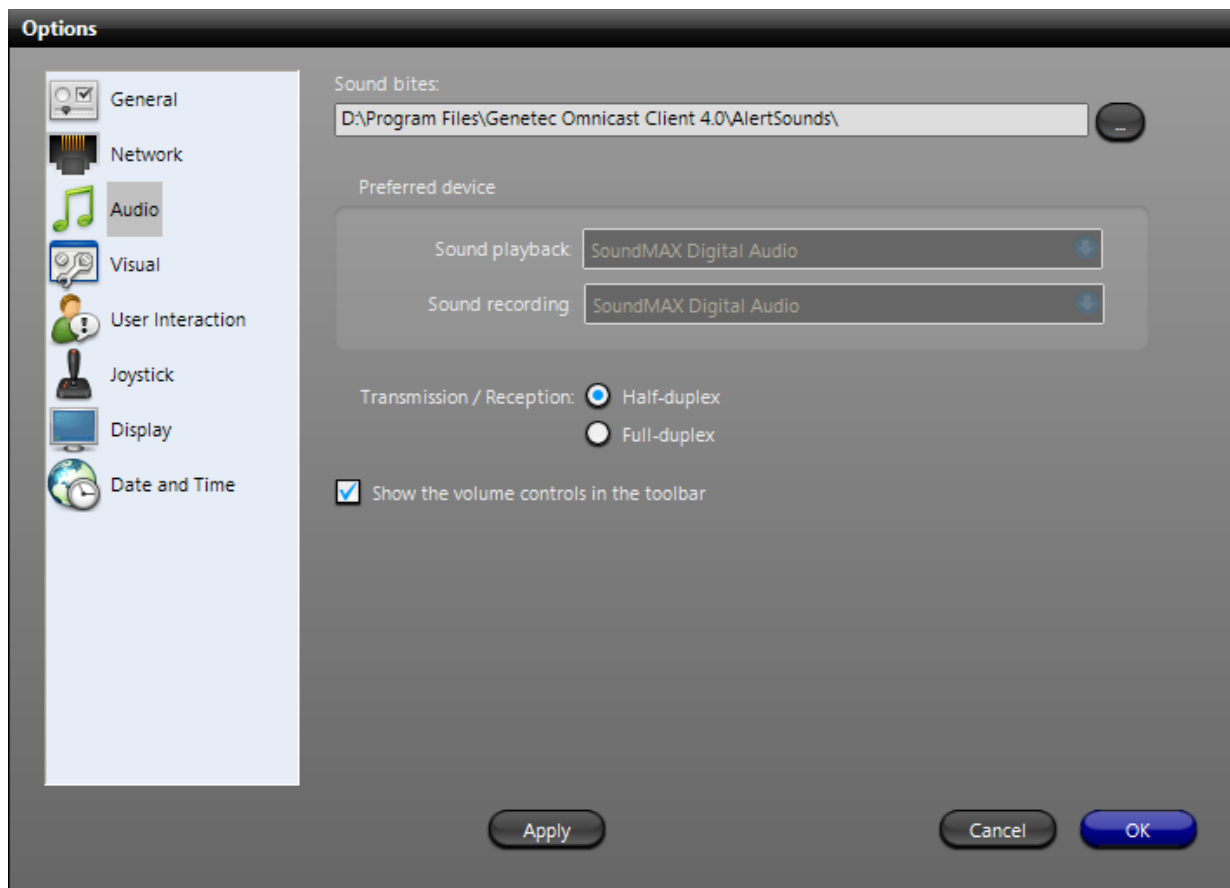 Options
General
Network
Audio
Visual
User Interaction
Joystick
Display
Date and Time
Sound bites:
D:\Program Files\Genetec Omnicast Client 4.0\AlertSounds\
...
Preferred device
Sound playback: SoundMAX Digital Audio
Sound recording: SoundMAX Digital Audio
Transmission / Reception: Half-duplex
Full-duplex
Show the volume controls in the toolbar
Apply
Cancel
OK